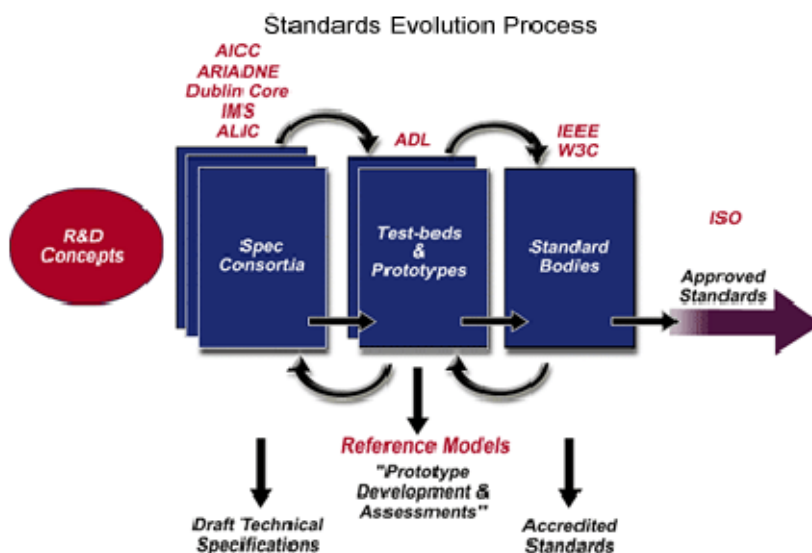 Standards Evolution Process
AICC
ARIADNE
Dublin Core
IMS
ALIC
ADL
IEEE
W3C
ISO
R&D
Concepts
Spec
Consortia
Test-beds
&
Prototypes
Standard
Bodies
Approved
Standards
Reference Models
"Prototype
Development &
Assessments"
Draft Technical
Specifications
Accredited
Standards